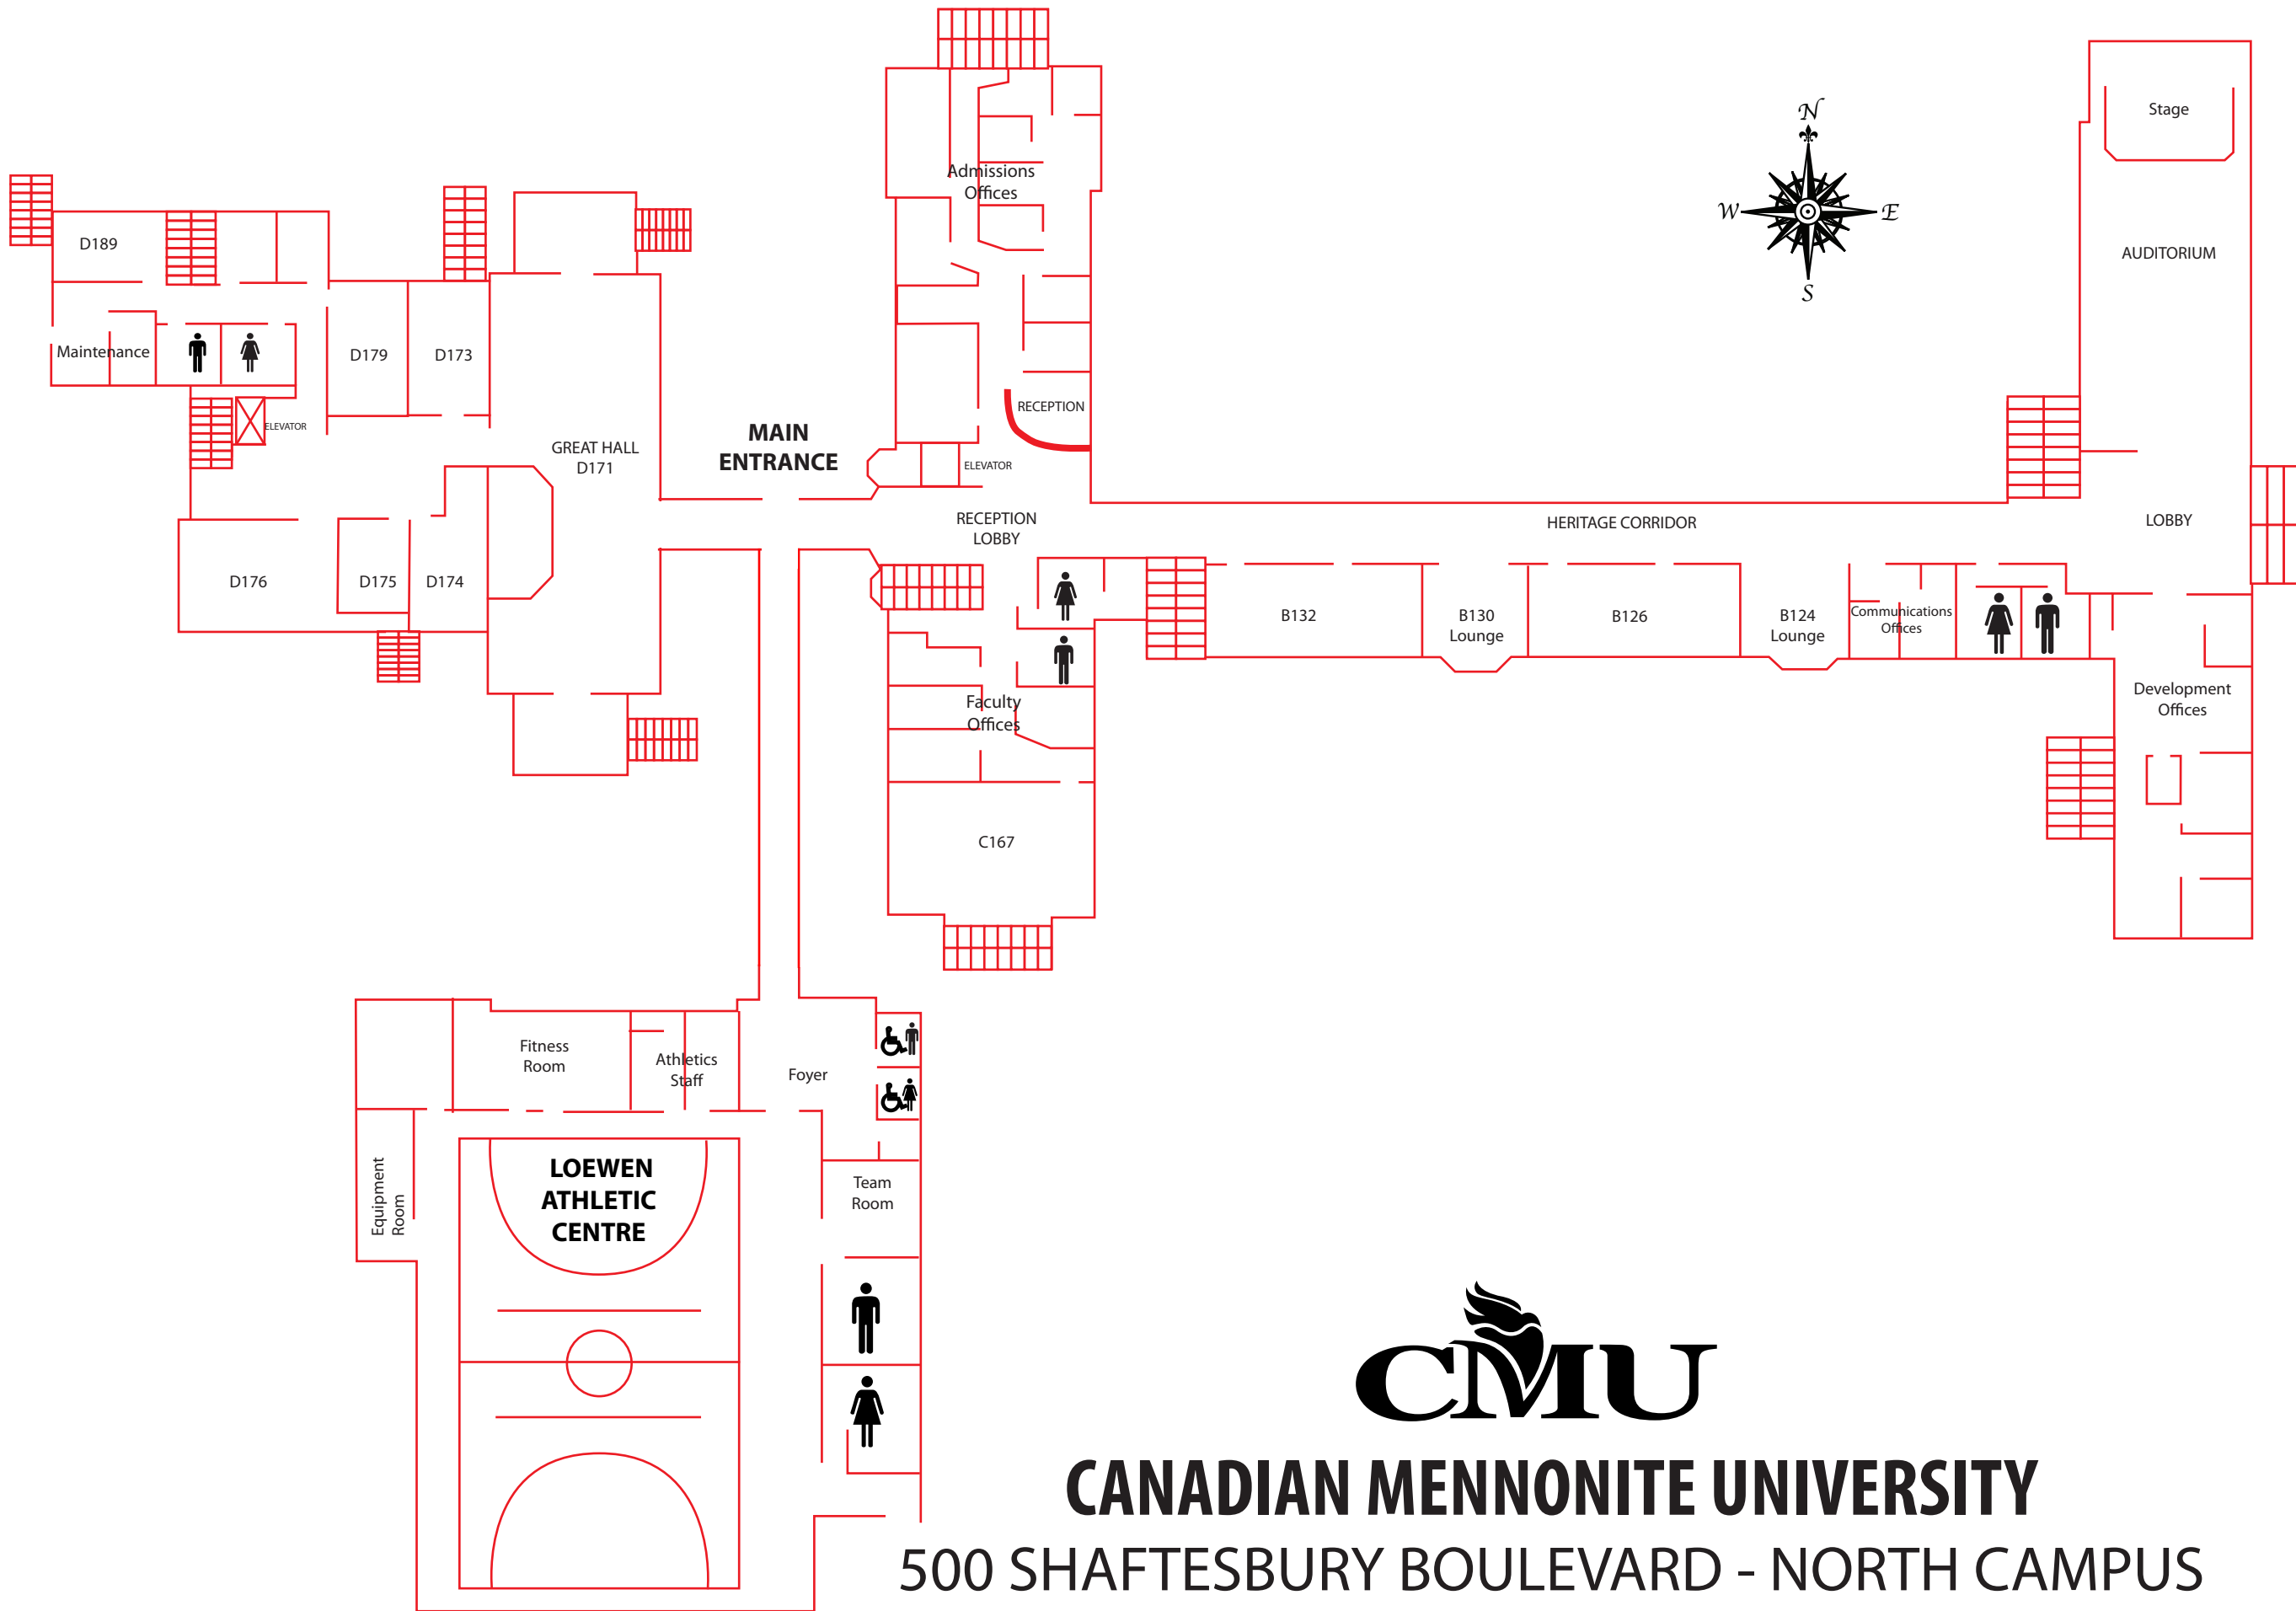 N
W
E
S
Stage
AUDITORIUM
LOBBY
Admissions
Offices
RECEPTION
ELEVATOR
D189
Maintenance
D179
D173
ELEVATOR
GREAT HALL
D171
MAIN
ENTRANCE
RECEPTION
LOBBY
HERITAGE CORRIDOR
D176
D175
D174
B132
B130
Lounge
B126
B124
Lounge
Communications
Offices
Development
Offices
Faculty
Offices
C167
Fitness
Room
Athletics
Staff
Foyer
Equipment
Room
LOEWEN
ATHLETIC
CENTRE
Team
Room
CMU
CANADIAN MENNONITE UNIVERSITY
500 SHAFTESBURY BOULEVARD - NORTH CAMPUS